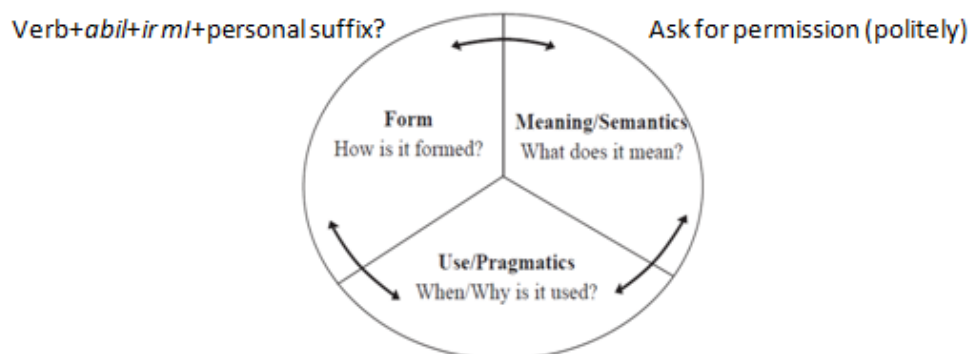 Verb+abil+ir mI+personal suffix?
Ask for permission (politely)
Form
How is it formed?
Meaning/Semantics
What does it mean?
Use/Pragmatics
When/Why is it used?